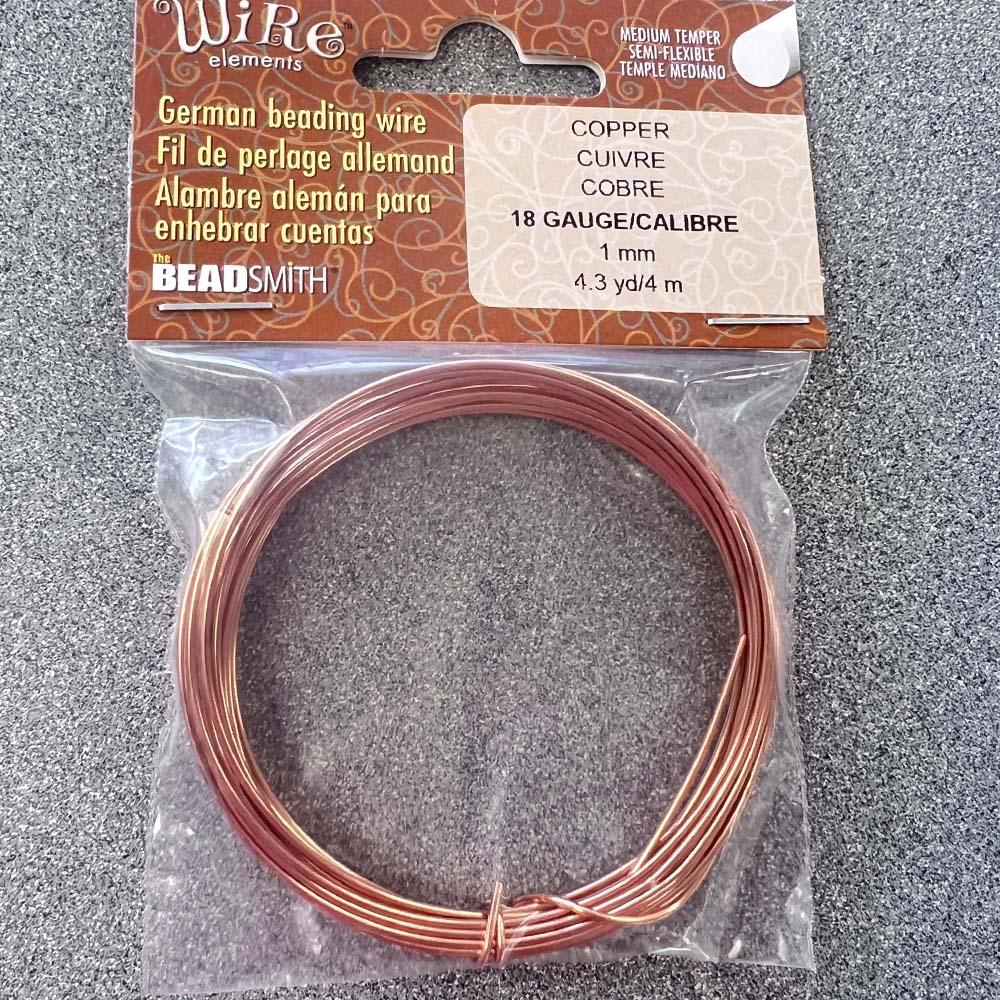 WiRe™
elements
MEDIUM TEMPER
SEMI-FLEXIBLE
TEMPLE MEDIANO
German beading wire
Fil de perlage allemand
Alambre alemán para
enhebrar cuentas
The
BEADSMITH
COPPER
CUIVRE
COBRE
18 GAUGE/CALIBRE
1 mm
4.3 yd/4 m